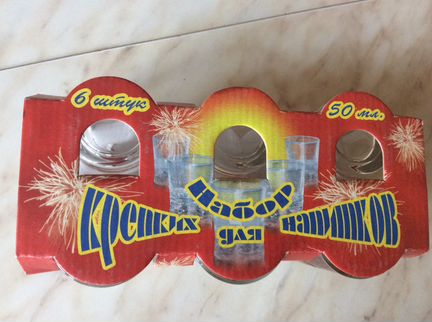 6 штук
50 мл.
Набор
для
крепких напитков